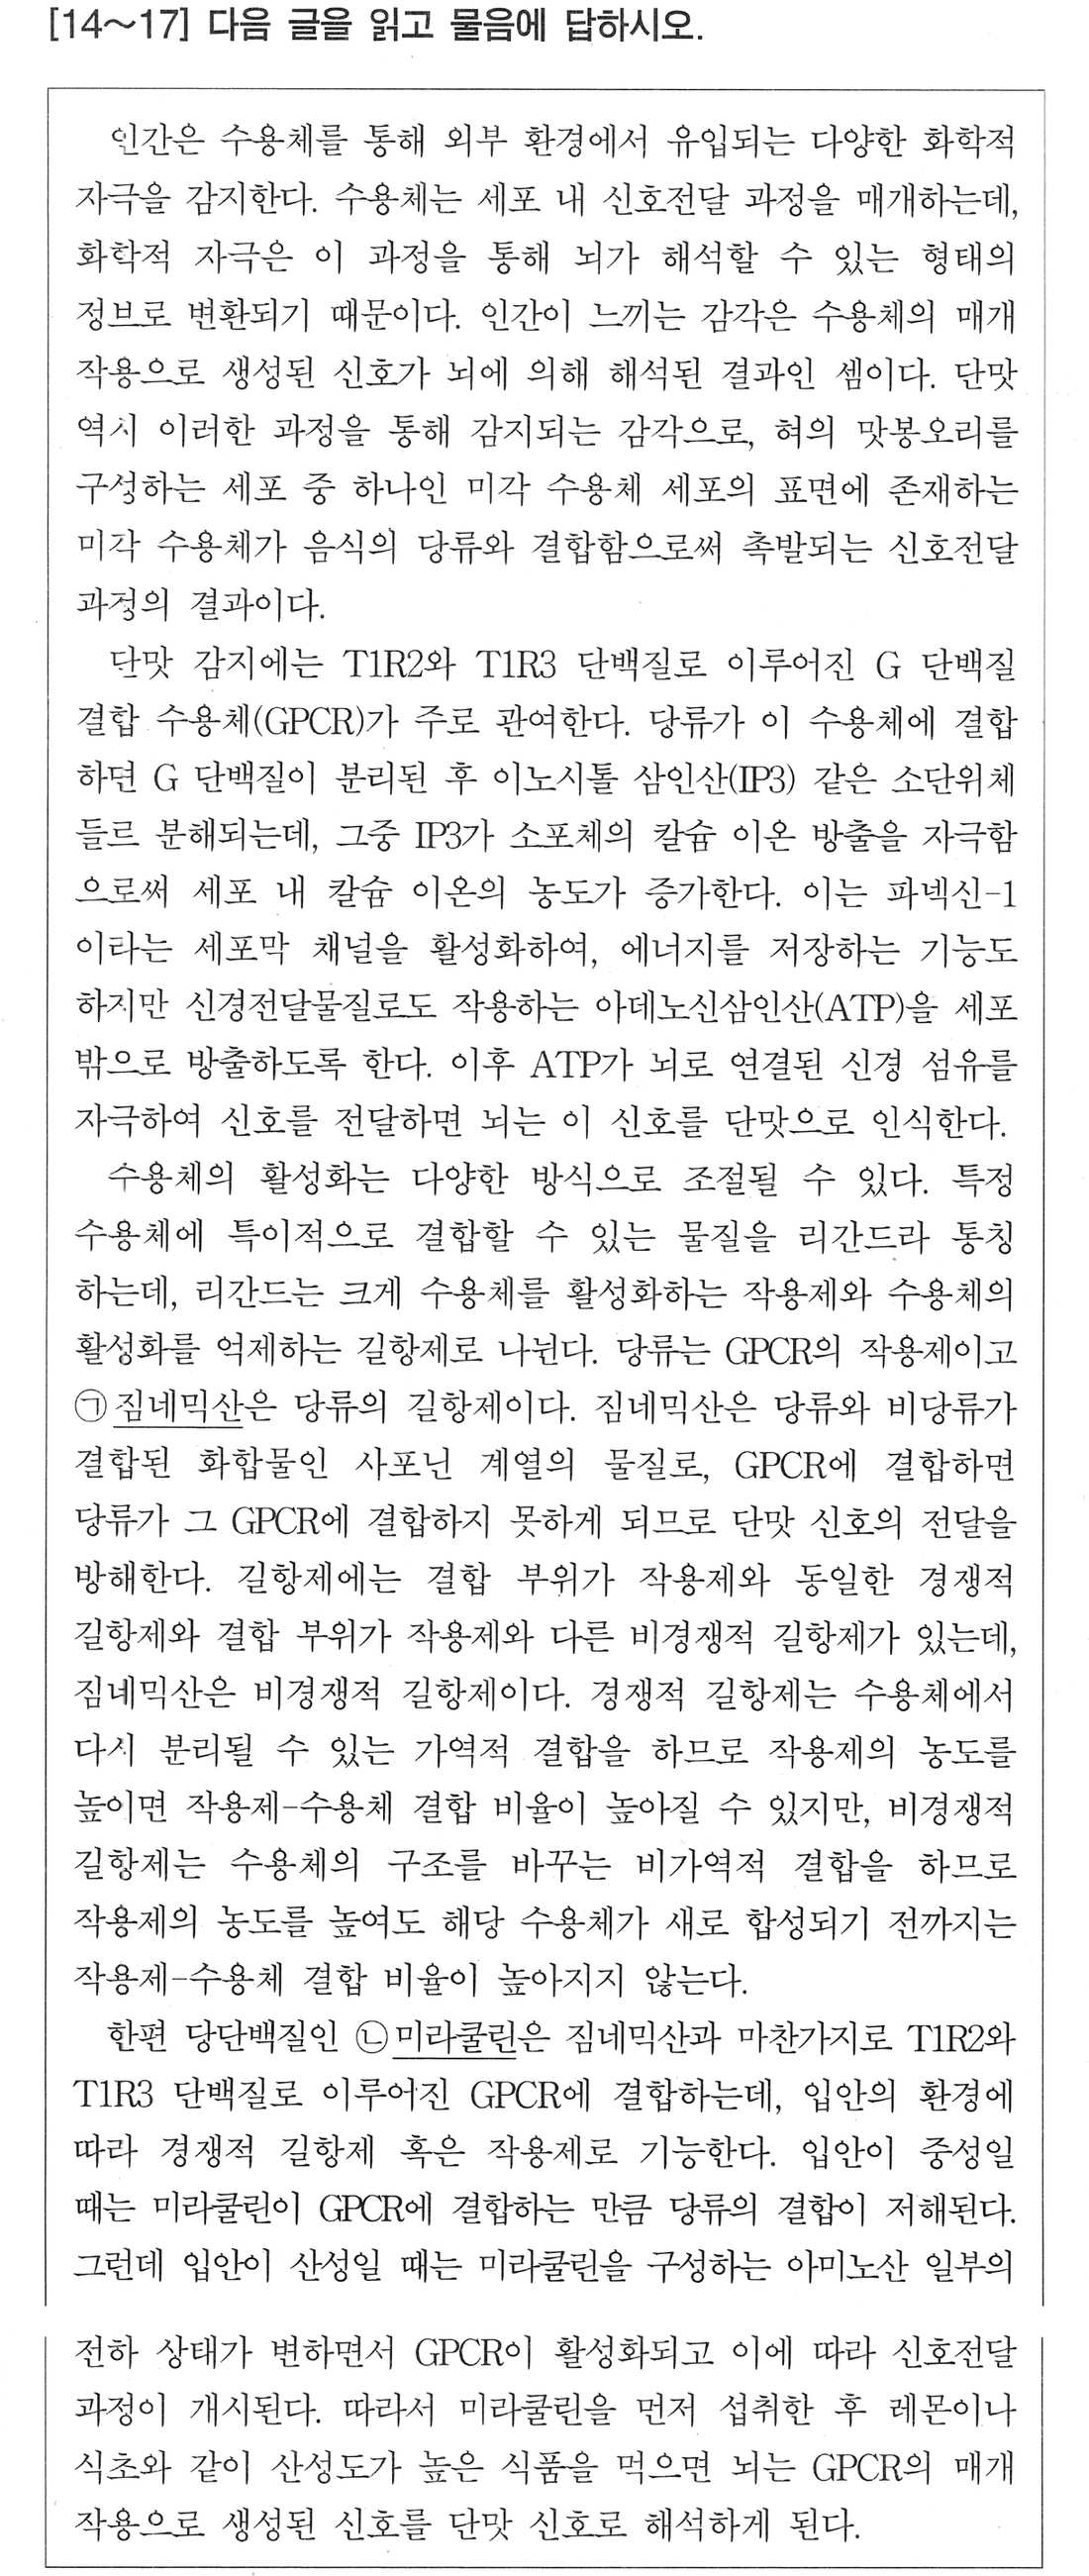 [14～17] 다음 글을 읽고 물음에 답하시오.
인간은 수용체를 통해 외부 환경에서 유입되는 다양한 화학적
자극을 감지한다. 수용체는 세포 내 신호전달 과정을 매개하는데,
화학적 자극은 이 과정을 통해 뇌가 해석할 수 있는 형태의
정보로 변환되기 때문이다. 인간이 느끼는 감각은 수용체의 매개
작용으로 생성된 신호가 뇌에 의해 해석된 결과인 셈이다. 단맛
역시 이러한 과정을 통해 감지되는 감각으로, 혀의 맛봉오리를
구성하는 세포 중 하나인 미각 수용체 세포의 표면에 존재하는
미각 수용체가 음식의 당류와 결합함으로써 촉발되는 신호전달
과정의 결과이다.
단맛 감지에는 T1R2와 T1R3 단백질로 이루어진 G 단백질
결합 수용체(GPCR)가 주로 관여한다. 당류가 이 수용체에 결합
하면 G 단백질이 분리된 후 이노시톨 삼인산(IP3) 같은 소단위체
들로 분해되는데, 그중 IP3가 소포체의 칼슘 이온 방출을 자극함
으로써 세포 내 칼슘 이온의 농도가 증가한다. 이는 파넥신-1
이라는 세포막 채널을 활성화하여, 에너지를 저장하는 기능도
하지만 신경전달물질로도 작용하는 아데노신삼인산(ATP)을 세포
밖으로 방출하도록 한다. 이후 ATP가 뇌로 연결된 신경 섬유를
자극하여 신호를 전달하면 뇌는 이 신호를 단맛으로 인식한다.
수용체의 활성화는 다양한 방식으로 조절될 수 있다. 특정
수용체에 특이적으로 결합할 수 있는 물질을 리간드라 통칭
하는데, 리간드는 크게 수용체를 활성화하는 작용제와 수용체의
활성화를 억제하는 길항제로 나뉜다. 당류는 GPCR의 작용제이고
㉠짐네믹산은 당류의 길항제이다. 짐네믹산은 당류와 비당류가
결합된 화합물인 사포닌 계열의 물질로, GPCR에 결합하면
당류가 그 GPCR에 결합하지 못하게 되므로 단맛 신호의 전달을
방해한다. 길항제에는 결합 부위가 작용제와 동일한 경쟁적
길항제와 결합 부위가 작용제와 다른 비경쟁적 길항제가 있는데,
짐네믹산은 비경쟁적 길항제이다. 경쟁적 길항제는 수용체에서
다시 분리될 수 있는 가역적 결합을 하므로 작용제의 농도를
높이면 작용제-수용체 결합 비율이 높아질 수 있지만, 비경쟁적
길항제는 수용체의 구조를 바꾸는 비가역적 결합을 하므로
작용제의 농도를 높여도 해당 수용체가 새로 합성되기 전까지는
작용제-수용체 결합 비율이 높아지지 않는다.
한편 당단백질인 ㉡미라쿨린은 짐네믹산과 마찬가지로 T1R2와
T1R3 단백질로 이루어진 GPCR에 결합하는데, 입안의 환경에
따라 경쟁적 길항제 혹은 작용제로 기능한다. 입안이 중성일
때는 미라쿨린이 GPCR에 결합하는 만큼 당류의 결합이 저해된다.
그런데 입안이 산성일 때는 미라쿨린을 구성하는 아미노산 일부의
전하 상태가 변하면서 GPCR이 활성화되고 이에 따라 신호전달
과정이 개시된다. 따라서 미라쿨린을 먼저 섭취한 후 레몬이나
식초와 같이 산성도가 높은 식품을 먹으면 뇌는 GPCR의 매개
작용으로 생성된 신호를 단맛 신호로 해석하게 된다.